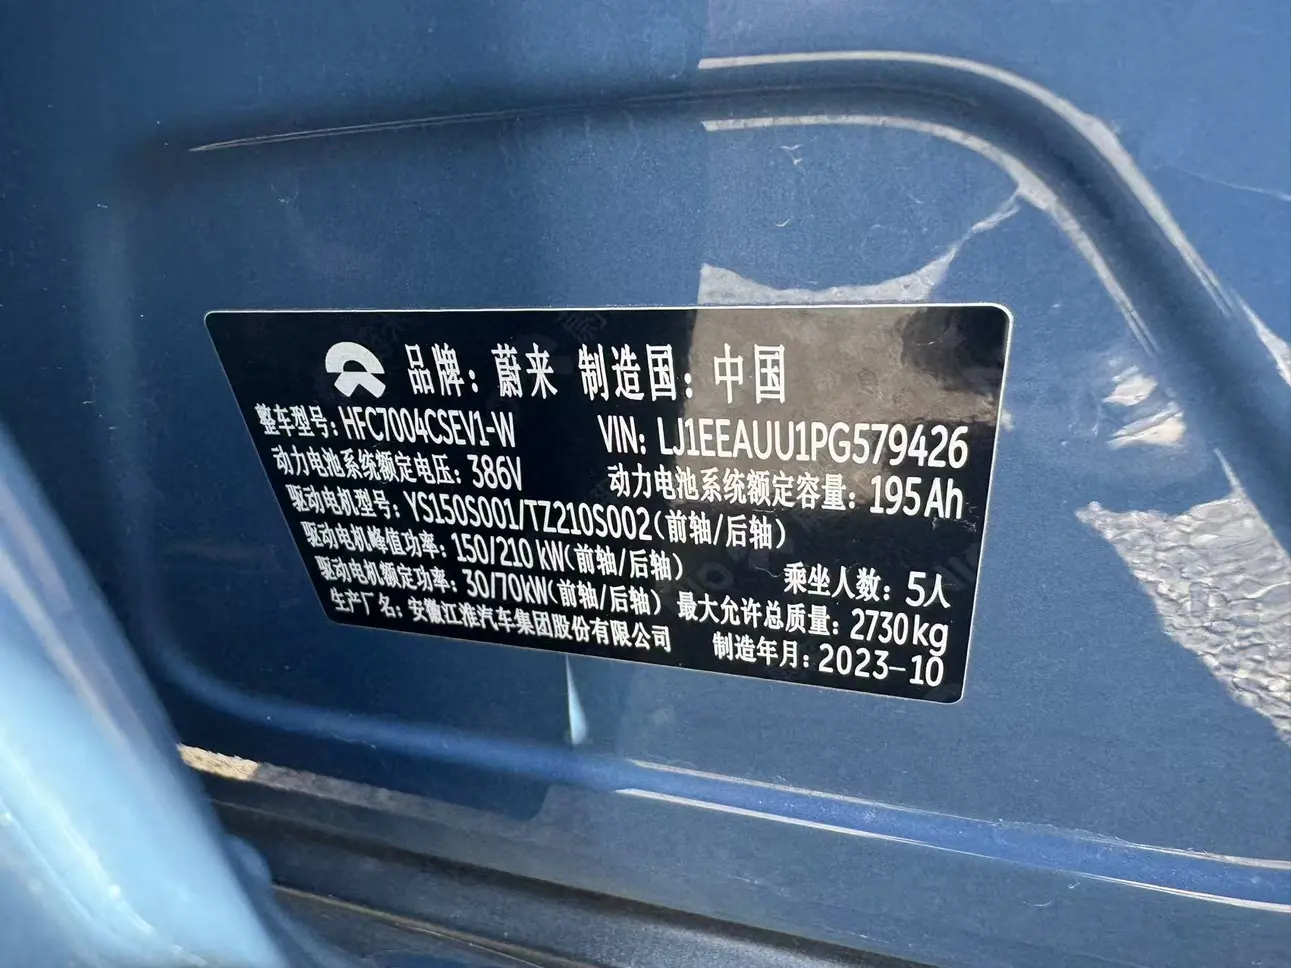 品牌：蔚来 制造国：中国
整车型号：HFC7004CSEV1-W VIN：LJ1EEAUU1PG579426
动力电池系统额定电压：386V 动力电池系统额定容量：195Ah
驱动电机型号：YS150S001/TZ210S002(前轴/后轴)
驱动电机峰值功率：150/210kW(前轴/后轴) 乘坐人数：5人
驱动电机额定功率：30/70kW(前轴/后轴) 最大允许总质量：2730kg
生产厂名：安徽江淮汽车集团股份有限公司 制造年月：2023-10